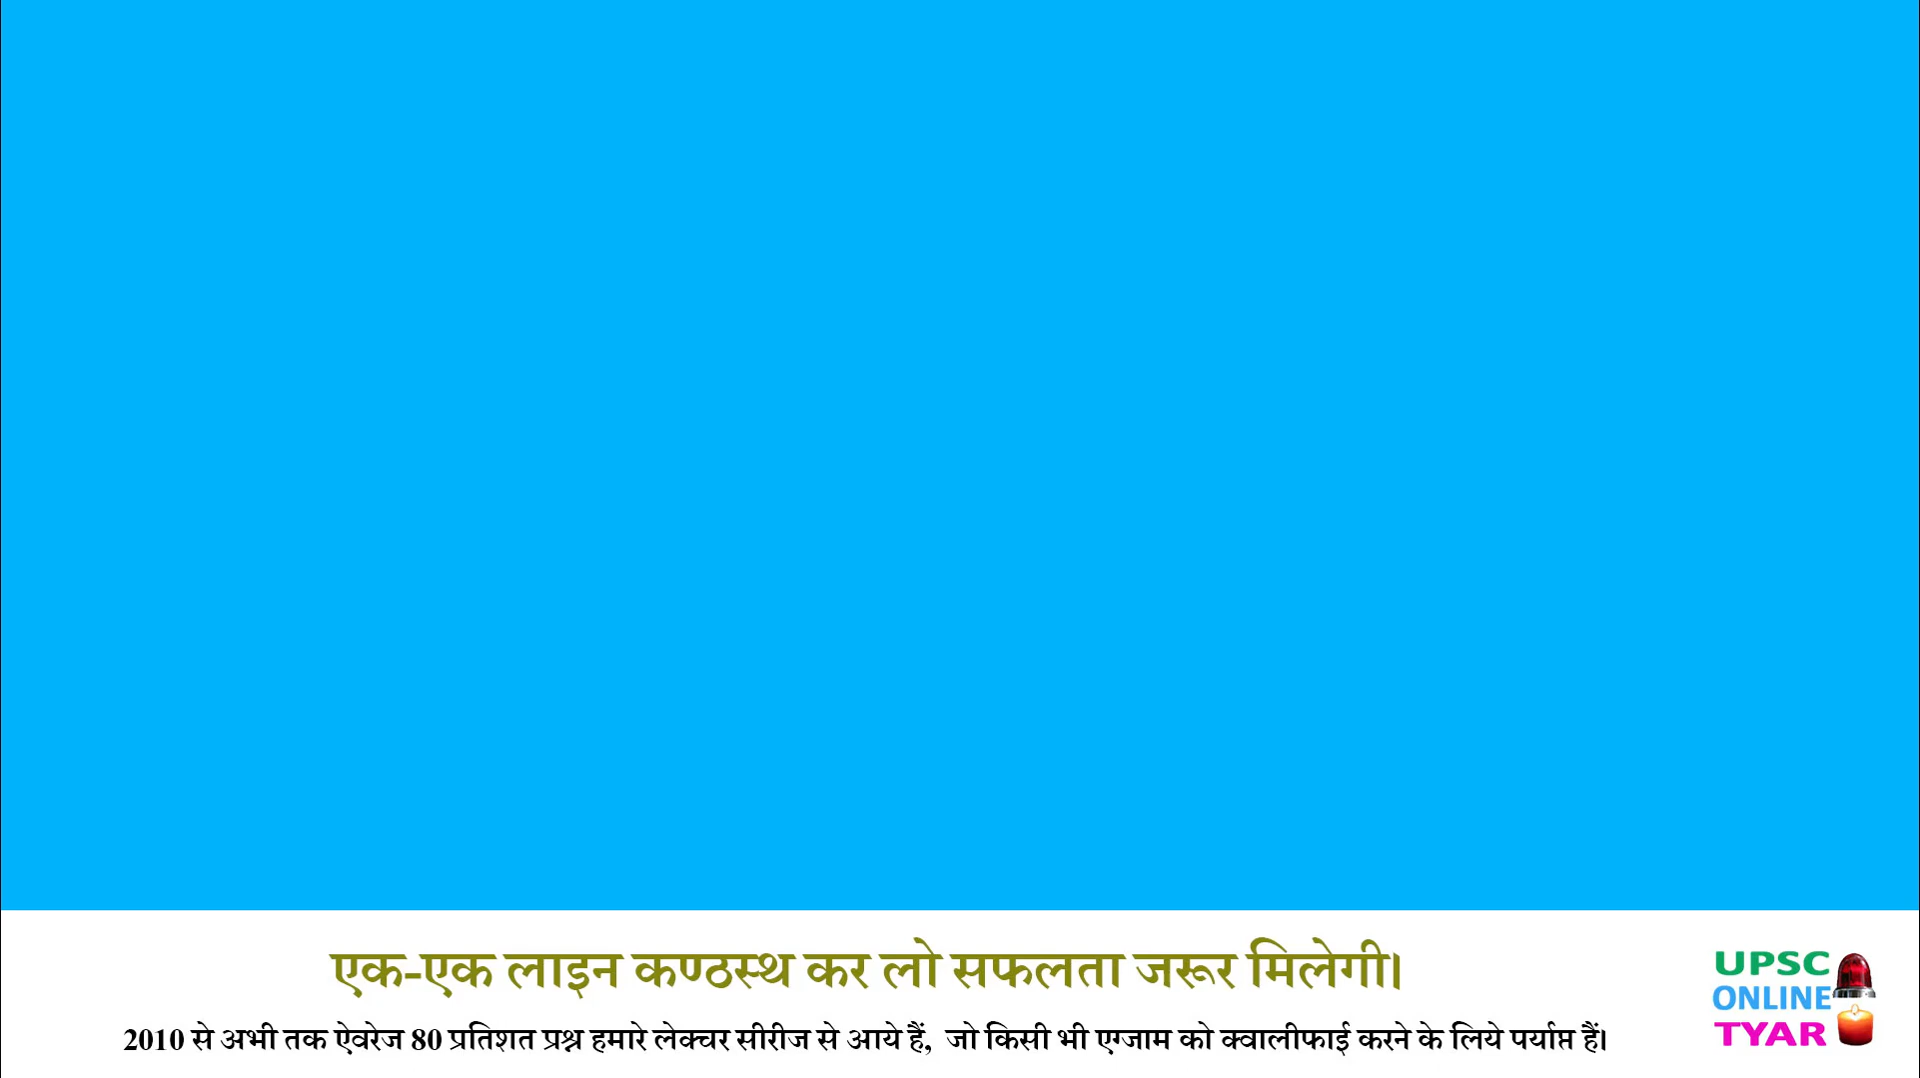 एक-एक लाइन कण्ठस्थ कर लो सफलता जरूर मिलेगी।
2010 से अभी तक ऐवरेज 80 प्रतिशत प्रश्न हमारे लेक्चर सीरीज से आये हैं, जो किसी भी एग्जाम को क्वालीफाई करने के लिये पर्याप्त हैं।
UPSC
ONLINE
TYAR